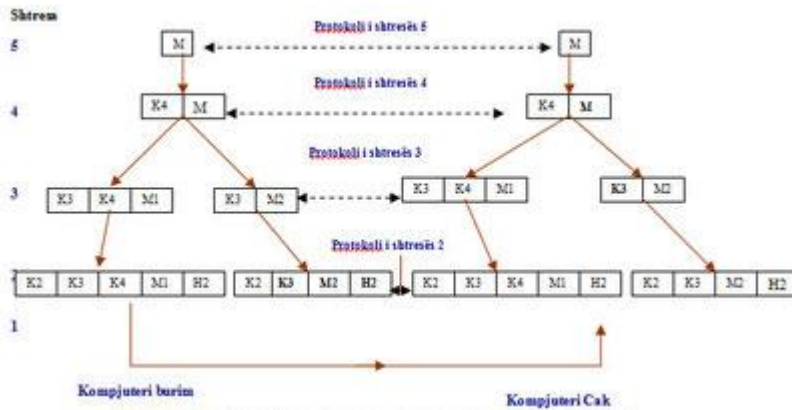 Shtresa
Protokoli i shtresës 5
5
M
M
Protokoli i shtresës 4
4
K4 M
K4 M
Protokoli i shtresës 3
3
K3 K4 M1
K3 M2
K3 K4 M1
K3 M2
Protokoli i shtresës 2
K2 K3 K4 M1 H2
K2 K3 M2 H2
K2 K3 K4 M1 H2
K2 K3 M2 H2
1
Kompjuteri burim
Kompjuteri Cak